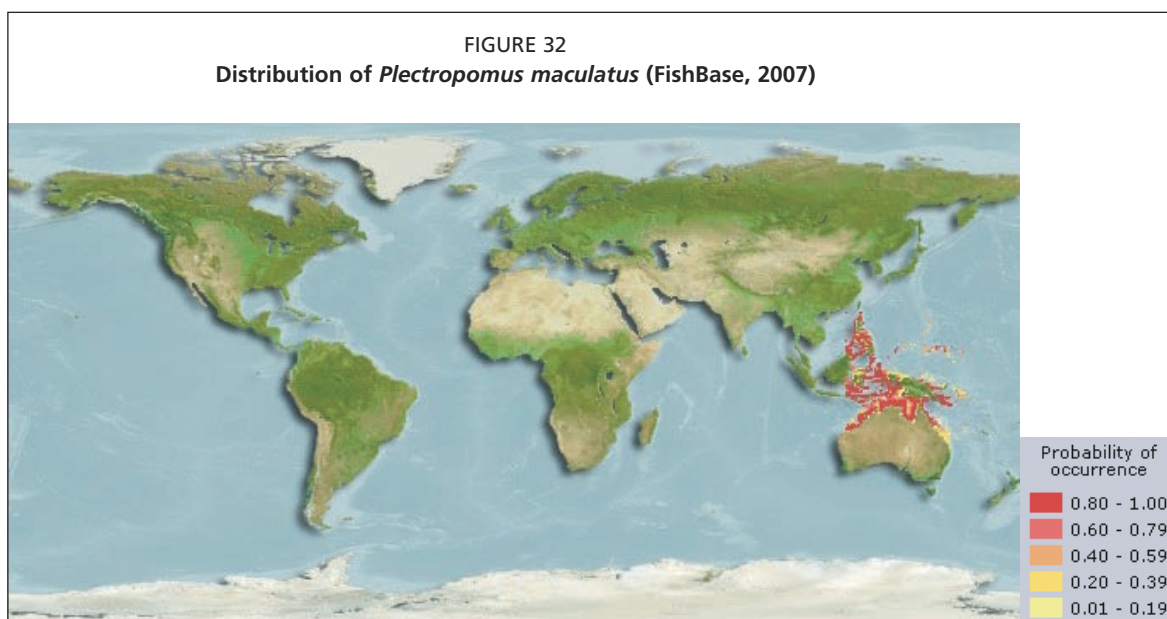 FIGURE 32
Distribution of Plectropomus maculatus (FishBase, 2007)
Probability of
occurrence
0.80 - 1.00
0.60 - 0.79
0.40 - 0.59
0.20 - 0.39
0.01 - 0.19